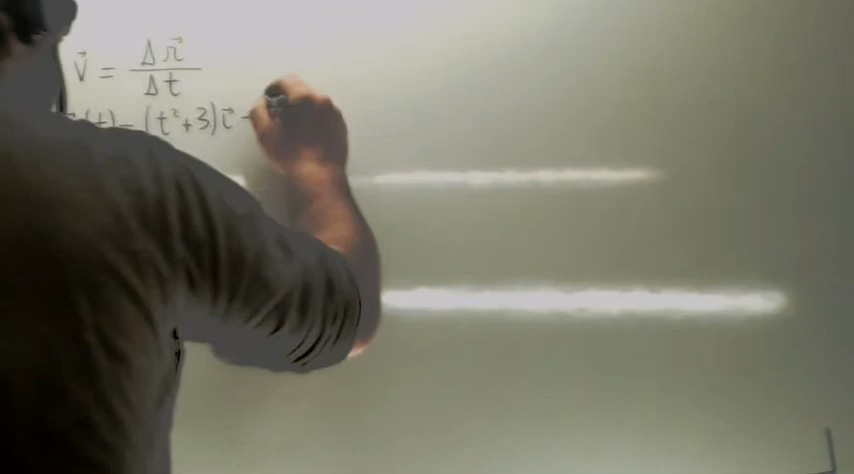 v⃗ = Δr⃗ / Δt
(t) = (t² + 3) i⃗